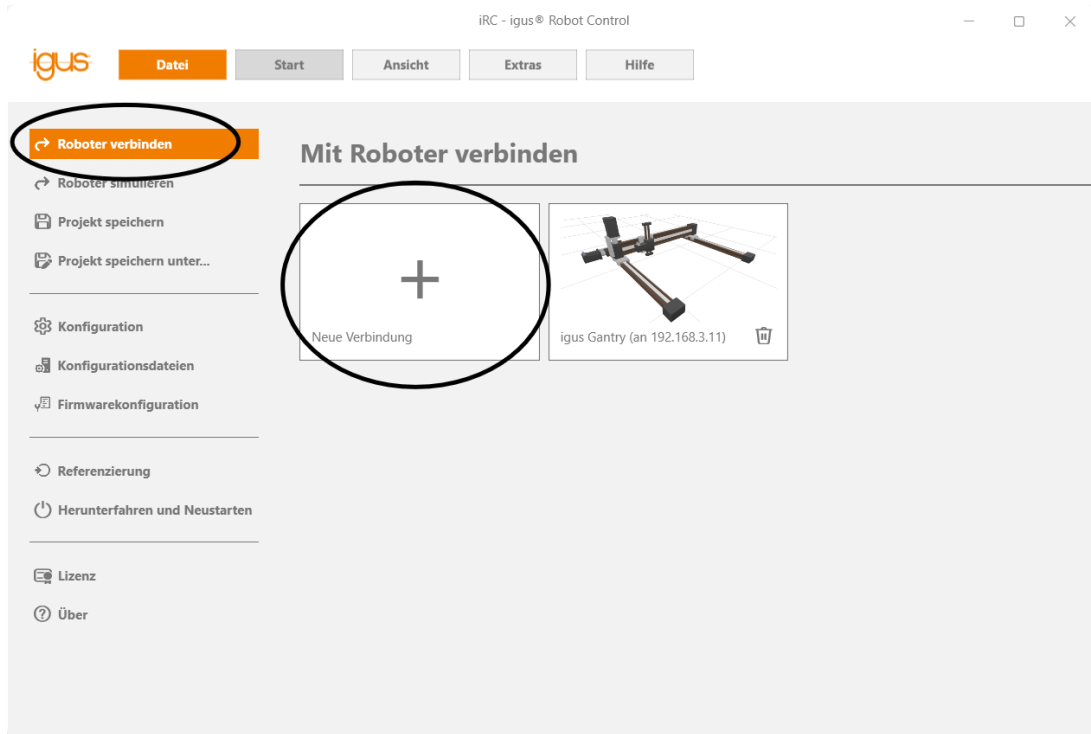 iRC - igus® Robot Control
igus
Datei
Start
Ansicht
Extras
Hilfe
Roboter verbinden
Roboter simulieren
Projekt speichern
Projekt speichern unter...
Konfiguration
Konfigurationsdateien
Firmwarekonfiguration
Referenzierung
Herunterfahren und Neustarten
Lizenz
Über
Mit Roboter verbinden
Neue Verbindung
igus Gantry (an 192.168.3.11)